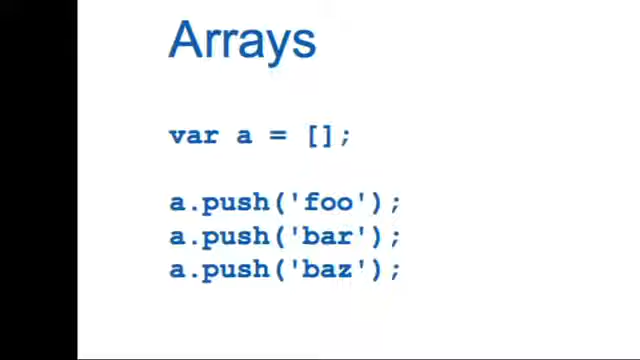 Arrays
var a = [];
a.push('foo');
a.push('bar');
a.push('baz');